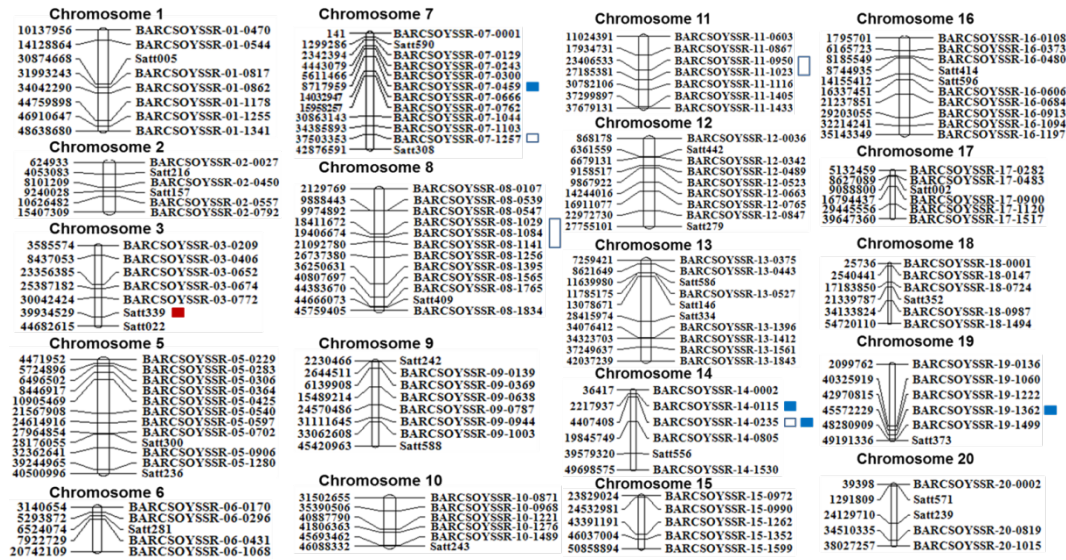 Chromosome 1
10137956 BARCSOYSSR-01-0470
14128864 BARCSOYSSR-01-0544
30874668 Satt005
31993243 BARCSOYSSR-01-0817
34042290 BARCSOYSSR-01-0862
44759898 BARCSOYSSR-01-1178
46910647 BARCSOYSSR-01-1255
48638680 BARCSOYSSR-01-1341
Chromosome 2
624933 BARCSOYSSR-02-0027
4053083 Satt216
8101209 BARCSOYSSR-02-0450
9240028 Satt157
10626482 BARCSOYSSR-02-0557
15407309 BARCSOYSSR-02-0792
Chromosome 3
3585574 BARCSOYSSR-03-0209
8437053 BARCSOYSSR-03-0406
23356385 BARCSOYSSR-03-0652
25387182 BARCSOYSSR-03-0674
30042424 BARCSOYSSR-03-0772
39934529 Satt339
44682615 Satt022
Chromosome 5
4471952 BARCSOYSSR-05-0229
5724896 BARCSOYSSR-05-0283
6496502 BARCSOYSSR-05-0306
8446917 BARCSOYSSR-05-0364
10905469 BARCSOYSSR-05-0425
21567908 BARCSOYSSR-05-0540
24614916 BARCSOYSSR-05-0597
27964854 BARCSOYSSR-05-0702
28176055 Satt300
32362641 BARCSOYSSR-05-0906
39244965 BARCSOYSSR-05-1280
40500996 Satt236
Chromosome 6
3140654 BARCSOYSSR-06-0170
5293872 BARCSOYSSR-06-0296
6524074 Satt281
7922729 BARCSOYSSR-06-0431
20742109 BARCSOYSSR-06-1068
Chromosome 7
141 BARCSOYSSR-07-0001
1299286 Satt590
2342394 BARCSOYSSR-07-0129
4443079 BARCSOYSSR-07-0243
5611466 BARCSOYSSR-07-0300
8717959 BARCSOYSSR-07-0459
14032947 BARCSOYSSR-07-0666
15958257 BARCSOYSSR-07-0762
30863143 BARCSOYSSR-07-1044
34385893 BARCSOYSSR-07-1103
37503353 BARCSOYSSR-07-1257
42876591 Satt308
Chromosome 8
2129769 BARCSOYSSR-08-0107
9888443 BARCSOYSSR-08-0539
9974892 BARCSOYSSR-08-0547
18411672 BARCSOYSSR-08-1029
19406674 BARCSOYSSR-08-1084
21092780 BARCSOYSSR-08-1141
26737380 BARCSOYSSR-08-1256
36250631 BARCSOYSSR-08-1395
40807697 BARCSOYSSR-08-1565
44383670 BARCSOYSSR-08-1765
44666073 Satt409
45759405 BARCSOYSSR-08-1834
Chromosome 9
2230466 Satt242
2644511 BARCSOYSSR-09-0139
6139908 BARCSOYSSR-09-0369
15489214 BARCSOYSSR-09-0638
24570486 BARCSOYSSR-09-0787
31111645 BARCSOYSSR-09-0944
33062608 BARCSOYSSR-09-1003
45420963 Satt588
Chromosome 10
31502655 BARCSOYSSR-10-0871
35390506 BARCSOYSSR-10-0968
40887790 BARCSOYSSR-10-1221
41806363 BARCSOYSSR-10-1276
45693462 BARCSOYSSR-10-1489
46088332 Satt243
Chromosome 11
11024391 BARCSOYSSR-11-0603
17934731 BARCSOYSSR-11-0867
23406533 BARCSOYSSR-11-0950
27185381 BARCSOYSSR-11-1023
30782106 BARCSOYSSR-11-1116
37299897 BARCSOYSSR-11-1405
37679131 BARCSOYSSR-11-1433
Chromosome 12
868178 BARCSOYSSR-12-0036
6361559 Satt442
6679131 BARCSOYSSR-12-0342
9158517 BARCSOYSSR-12-0489
9867922 BARCSOYSSR-12-0523
14244016 BARCSOYSSR-12-0663
16911077 BARCSOYSSR-12-0765
22972730 BARCSOYSSR-12-0847
27755101 Satt279
Chromosome 13
7259421 BARCSOYSSR-13-0375
8621649 BARCSOYSSR-13-0443
11639980 Satt586
11785175 BARCSOYSSR-13-0527
13078671 Satt146
28415974 Satt334
34076412 BARCSOYSSR-13-1396
34323703 BARCSOYSSR-13-1412
37249637 BARCSOYSSR-13-1561
42037239 BARCSOYSSR-13-1843
Chromosome 14
36417 BARCSOYSSR-14-0002
2217937 BARCSOYSSR-14-0115
4407408 BARCSOYSSR-14-0235
19845749 BARCSOYSSR-14-0805
39579320 Satt556
49698575 BARCSOYSSR-14-1530
Chromosome 15
23829024 BARCSOYSSR-15-0972
24532981 BARCSOYSSR-15-0990
43391191 BARCSOYSSR-15-1262
46037004 BARCSOYSSR-15-1352
50858894 BARCSOYSSR-15-1599
Chromosome 16
1795701 BARCSOYSSR-16-0108
6165723 BARCSOYSSR-16-0373
8185549 BARCSOYSSR-16-0480
8744935 Satt414
14155412 Satt596
16337451 BARCSOYSSR-16-0606
21237851 BARCSOYSSR-16-0684
29203055 BARCSOYSSR-16-0913
32214241 BARCSOYSSR-16-1094
35143349 BARCSOYSSR-16-1197
Chromosome 17
5132459 BARCSOYSSR-17-0282
8627089 BARCSOYSSR-17-0483
9088800 Satt002
16794437 BARCSOYSSR-17-0900
29445556 BARCSOYSSR-17-1120
39647360 BARCSOYSSR-17-1517
Chromosome 18
25736 BARCSOYSSR-18-0001
2540441 BARCSOYSSR-18-0147
17183850 BARCSOYSSR-18-0724
21339787 Satt352
34133824 BARCSOYSSR-18-0987
54720110 BARCSOYSSR-18-1494
Chromosome 19
2099762 BARCSOYSSR-19-0136
40325919 BARCSOYSSR-19-1060
42970815 BARCSOYSSR-19-1222
45572229 BARCSOYSSR-19-1362
48280909 BARCSOYSSR-19-1499
49191336 Satt373
Chromosome 20
39398 BARCSOYSSR-20-0002
1291809 Satt571
24129710 Satt239
34510335 BARCSOYSSR-20-0819
38027257 BARCSOYSSR-20-1015